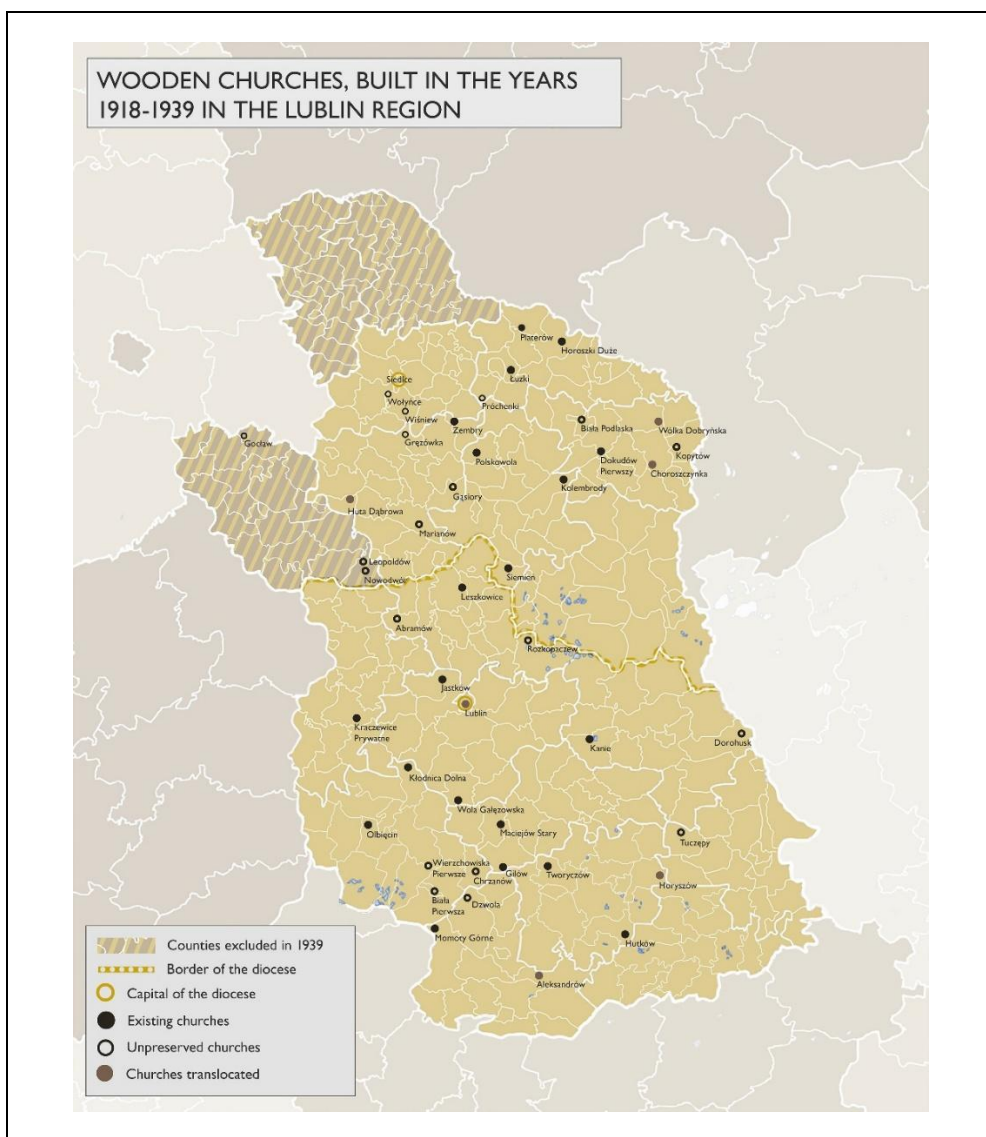 WOODEN CHURCHES, BUILT IN THE YEARS
1918-1939 IN THE LUBLIN REGION
Platerów
Horoszki Duże
Łuzki
Siedlce
Wołyńce
Próchenki
Wiśniew
Zembry
Biała Podlaska
Wólka Dobryńska
Gręzówka
Gocław
Kopytów
Polskowola
Dokudów
Pierwszy
Choroszczynka
Kolembrody
Gąsiory
Huta Dąbrowa
Marianów
Leopoldów
Nowodwór
Siemień
Leszkowice
Abramów
Rozkopaczew
Jastków
Lublin
Kraczewice
Prywatne
Kanie
Dorohusk
Kłodnica Dolna
Wola Gałęzowska
Olbięcin
Maciejów Stary
Tuczępy
Wierzchowiska
Pierwsze
Chrzanów
Gilów
Tworyczów
Horyszów
Biała
Pierwsza
Dzwola
Momoty Górne
Hutków
Aleksandrów
Counties excluded in 1939
Border of the diocese
Capital of the diocese
Existing churches
Unpreserved churches
Churches translocated